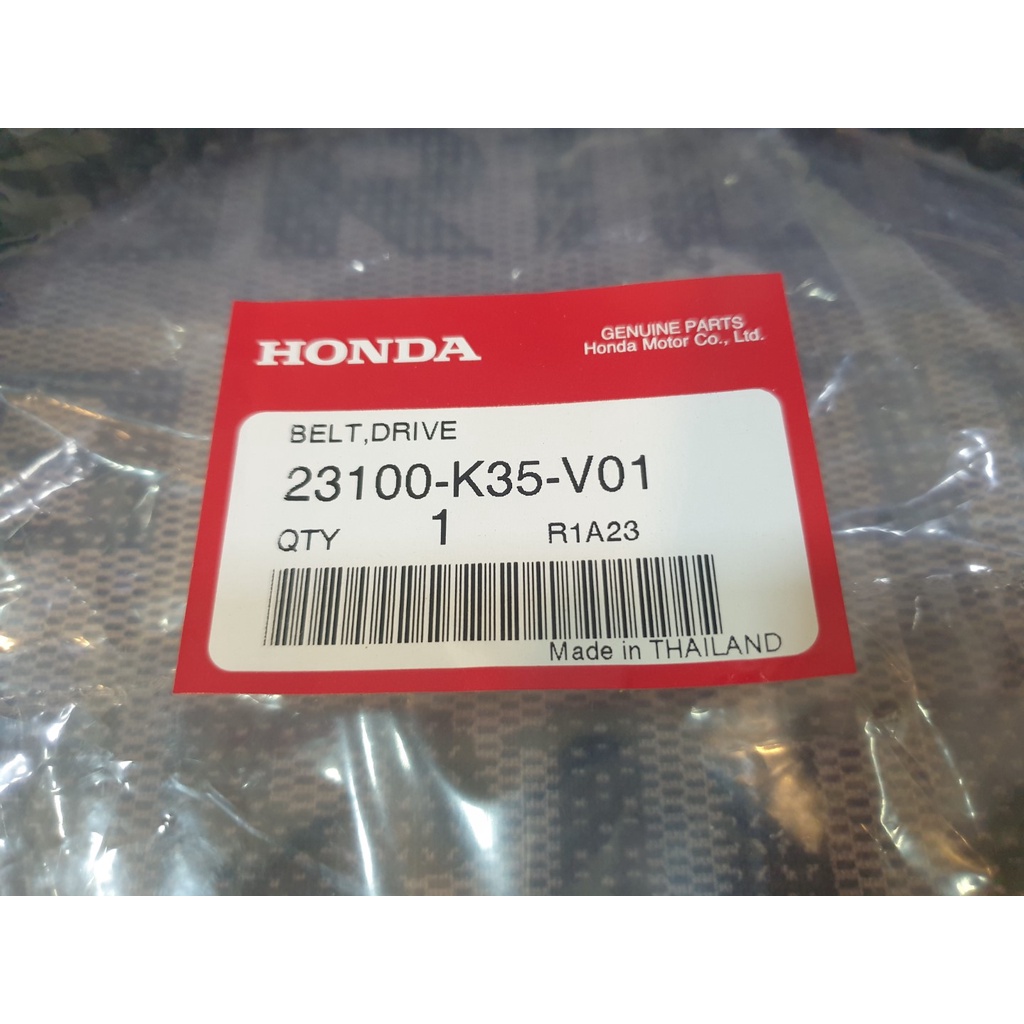 HONDA
GENUINE PARTS
Honda Motor Co., Ltd.
BELT,DRIVE
23100-K35-V01
QTY 1 R1A23
Made in THAILAND